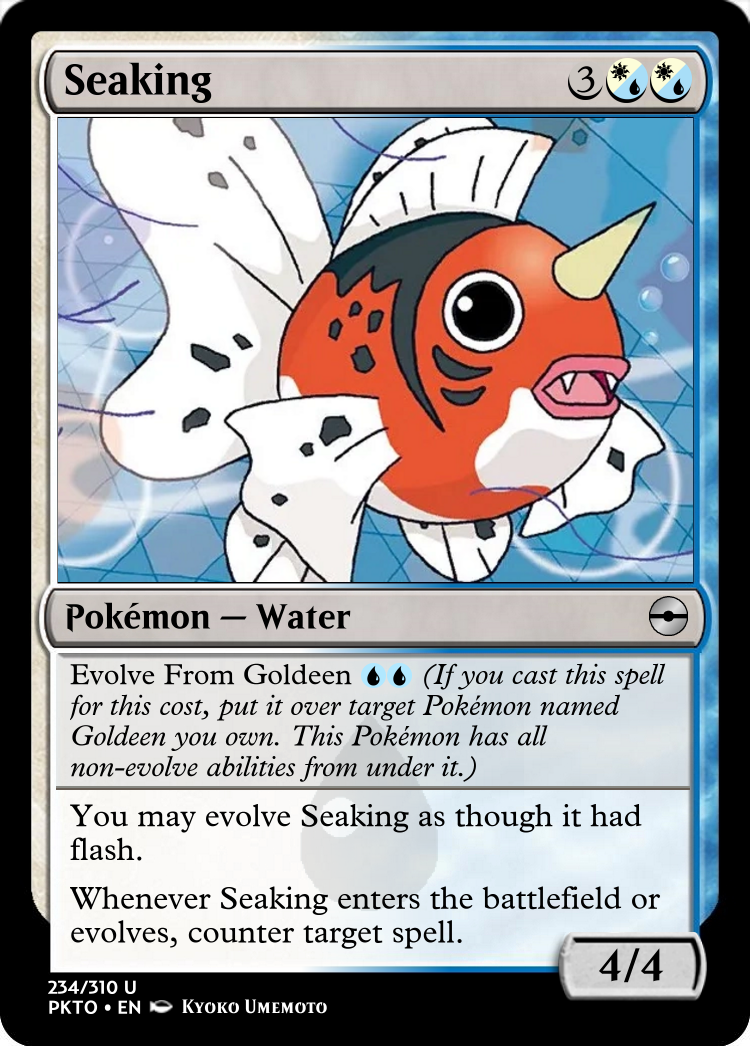 Seaking 3
Pokémon — Water
Evolve From Goldeen (If you cast this spell
for this cost, put it over target Pokémon named
Goldeen you own. This Pokémon has all
non-evolve abilities from under it.)
You may evolve Seaking as though it had
flash.
Whenever Seaking enters the battlefield or
evolves, counter target spell.
4/4
234/310 U
PKTO • EN Kyoko Umemoto